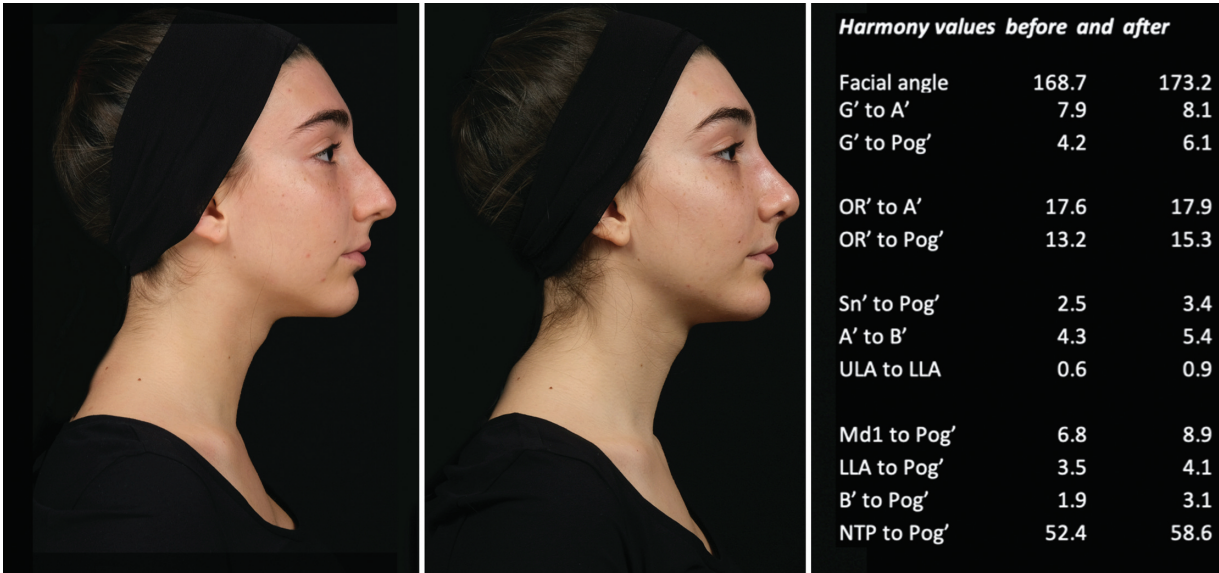 Harmony values before and after
Facial angle 168.7 173.2
G’ to A’ 7.9 8.1
G’ to Pog’ 4.2 6.1
OR’ to A’ 17.6 17.9
OR’ to Pog’ 13.2 15.3
Sn’ to Pog’ 2.5 3.4
A’ to B’ 4.3 5.4
ULA to LLA 0.6 0.9
Md1 to Pog’ 6.8 8.9
LLA to Pog’ 3.5 4.1
B’ to Pog’ 1.9 3.1
NTP to Pog’ 52.4 58.6